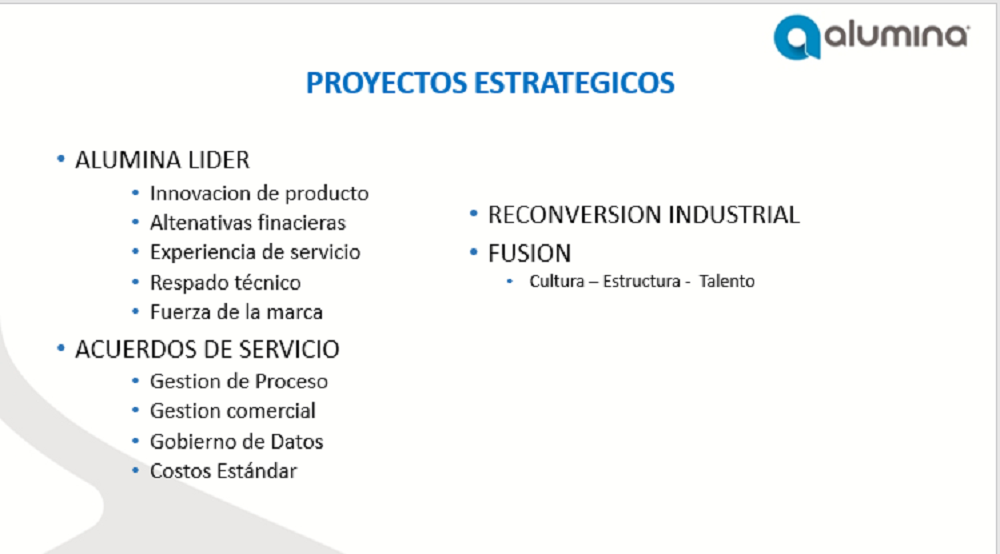 alumina
PROYECTOS ESTRATEGICOS
• ALUMINA LIDER
• Innovacion de producto
• Altenativas finacieras
• Experiencia de servicio
• Respado técnico
• Fuerza de la marca
• ACUERDOS DE SERVICIO
• Gestion de Proceso
• Gestion comercial
• Gobierno de Datos
• Costos Estándar
• RECONVERSION INDUSTRIAL
• FUSION
• Cultura – Estructura - Talento